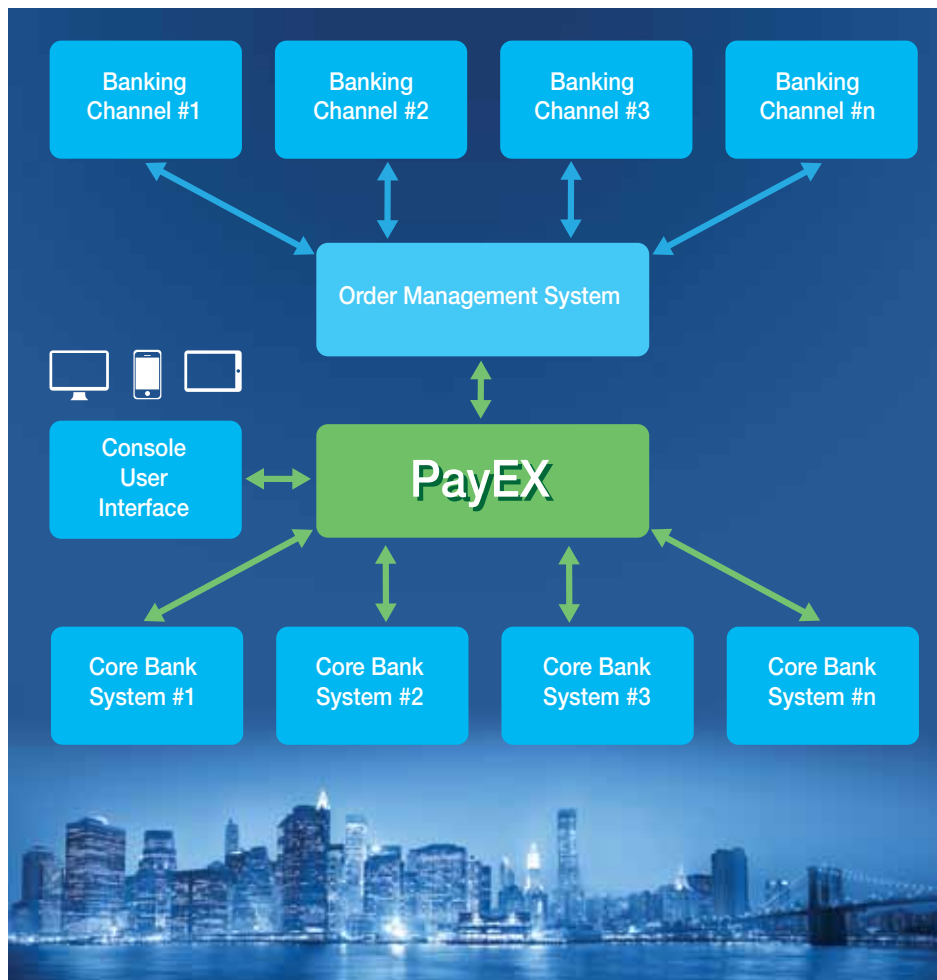 Banking
Channel #1
Banking
Channel #2
Banking
Channel #3
Banking
Channel #n
Order Management System
Console
User
Interface
PayEX
Core Bank
System #1
Core Bank
System #2
Core Bank
System #3
Core Bank
System #n